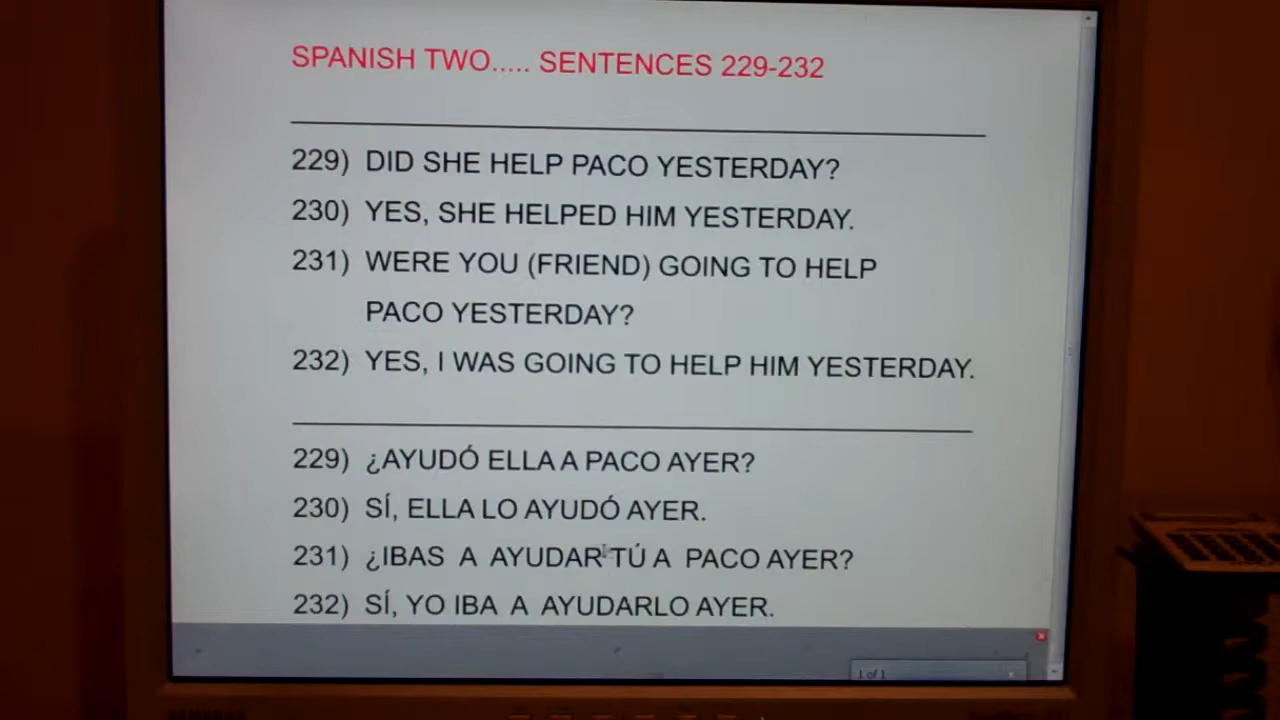 SPANISH TWO..... SENTENCES 229-232
229) DID SHE HELP PACO YESTERDAY?
230) YES, SHE HELPED HIM YESTERDAY.
231) WERE YOU (FRIEND) GOING TO HELP
PACO YESTERDAY?
232) YES, I WAS GOING TO HELP HIM YESTERDAY.
229) ¿AYUDÓ ELLA A PACO AYER?
230) SÍ, ELLA LO AYUDÓ AYER.
231) ¿IBAS A AYUDAR TÚ A PACO AYER?
232) SÍ, YO IBA A AYUDARLO AYER.
1 of 1